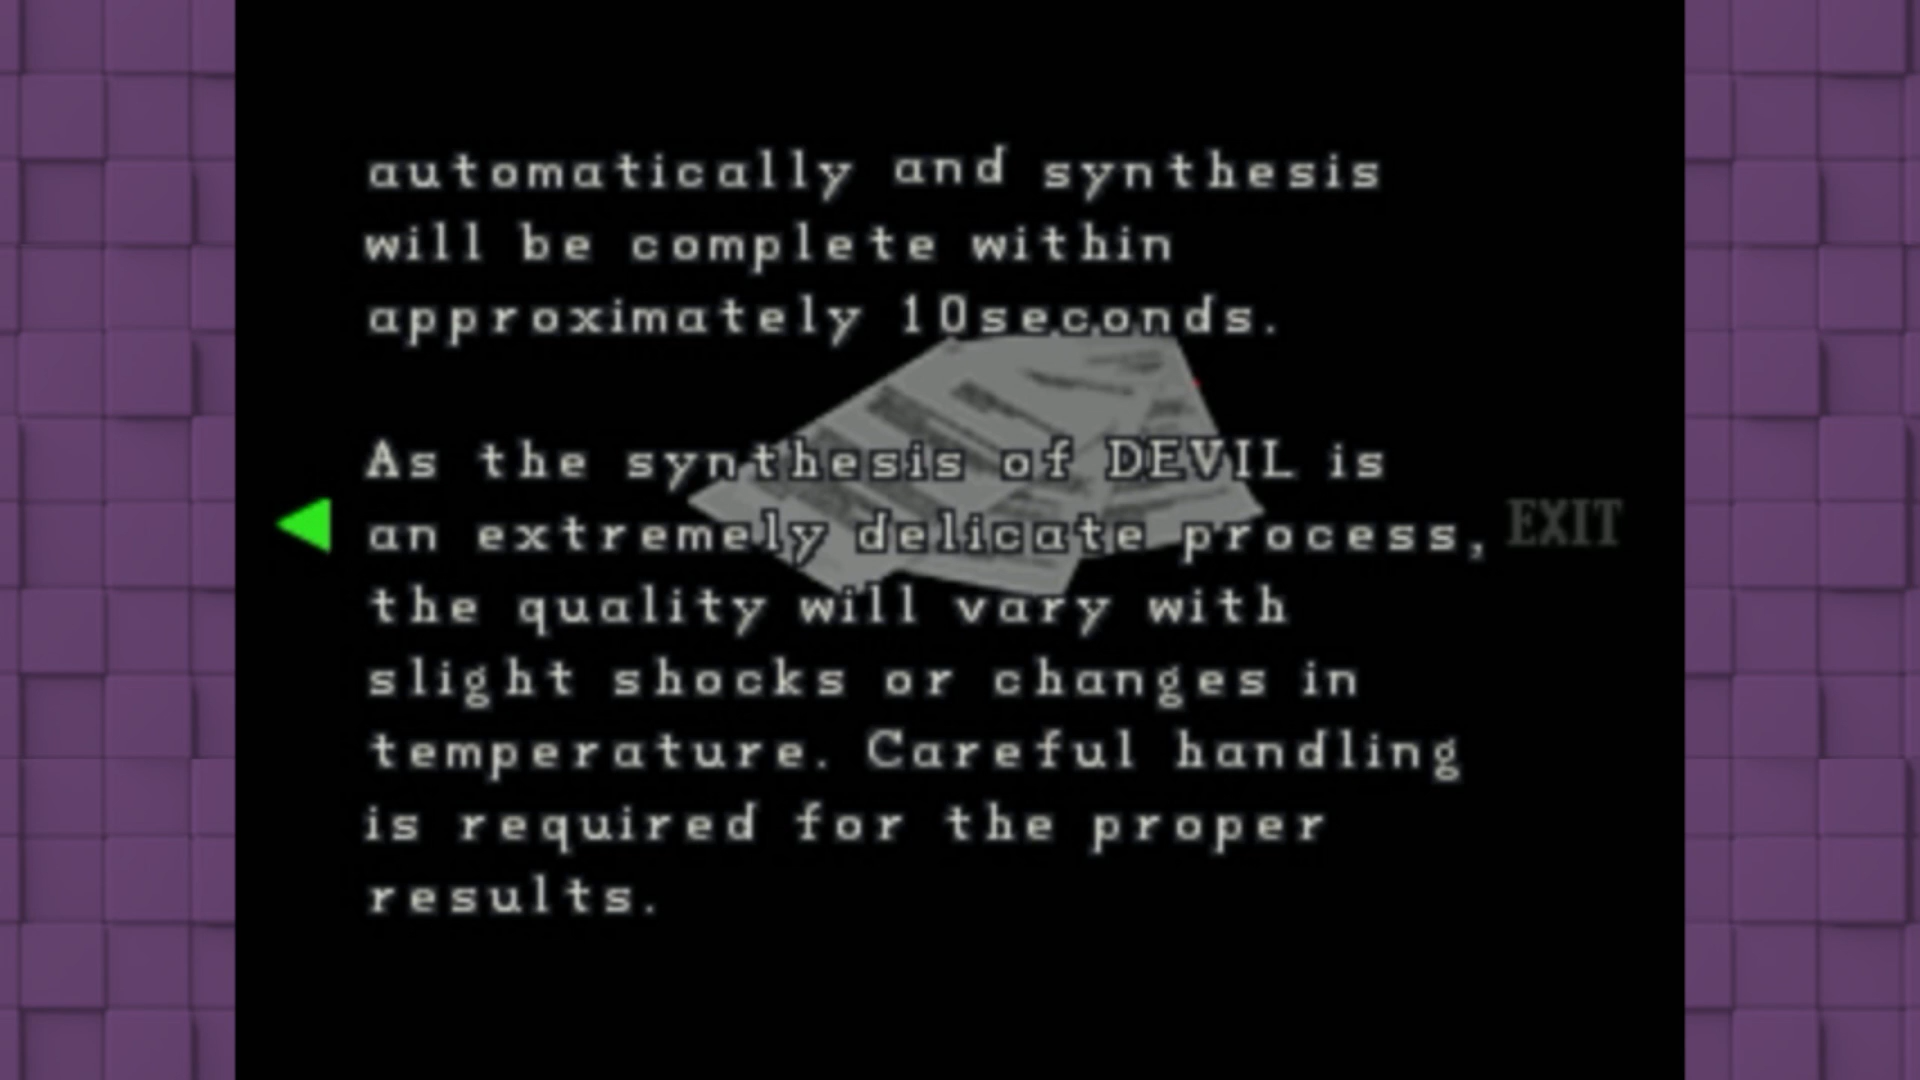 automatically and synthesis
will be complete within
approximately 10seconds.
As the synthesis of DEVIL is
an extremely delicate process,
EXIT
the quality will vary with
slight shocks or changes in
temperature. Careful handling
is required for the proper
results.